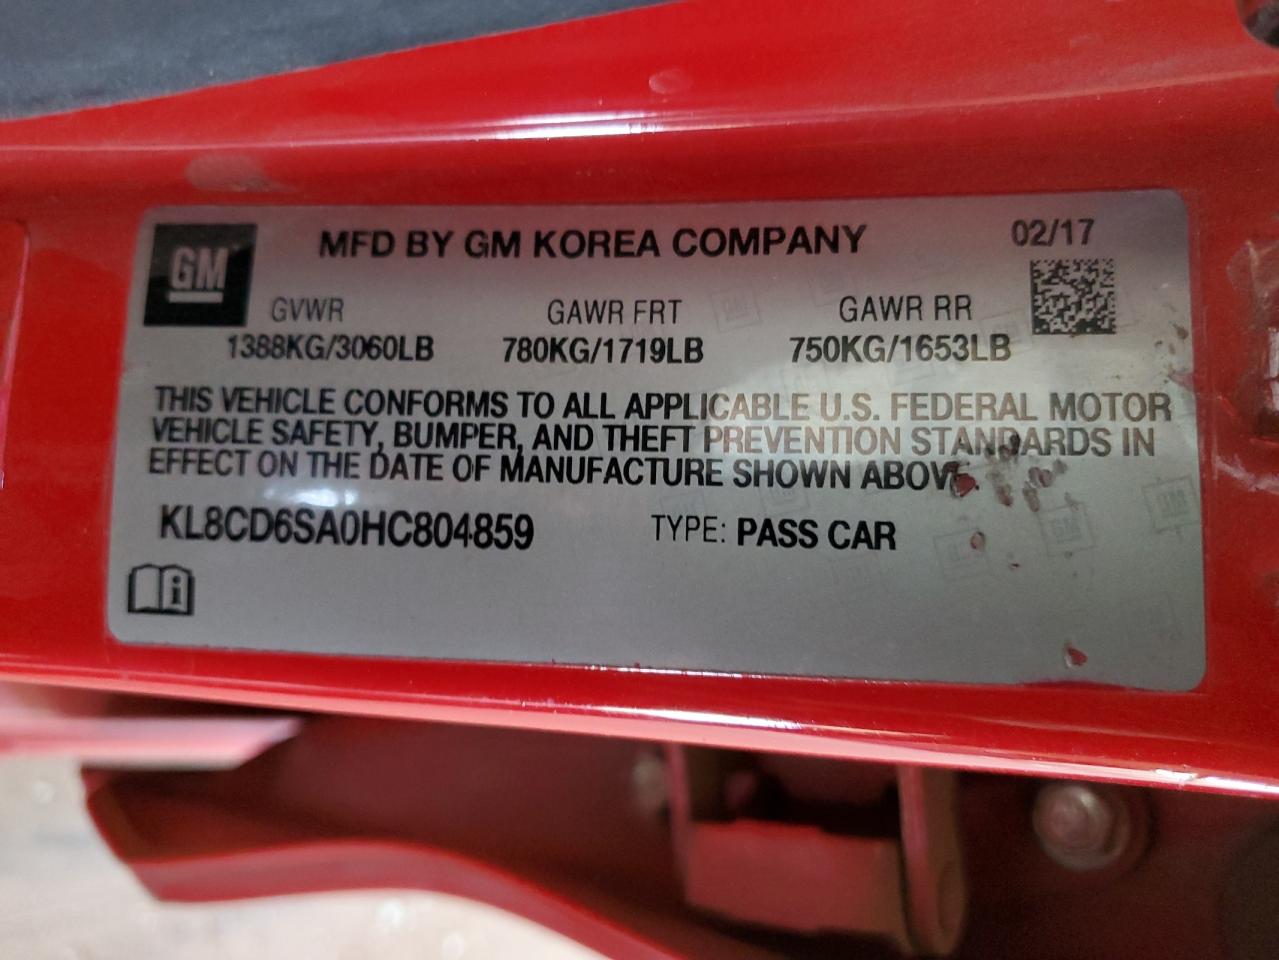 GM
MFD BY GM KOREA COMPANY
02/17
GVWR
GAWR FRT
GAWR RR
1388KG/3060LB
780KG/1719LB
750KG/1653LB
THIS VEHICLE CONFORMS TO ALL APPLICABLE U.S. FEDERAL MOTOR
VEHICLE SAFETY, BUMPER, AND THEFT PREVENTION STANDARDS IN
EFFECT ON THE DATE OF MANUFACTURE SHOWN ABOVE.
KL8CD6SA0HC804859
TYPE: PASS CAR